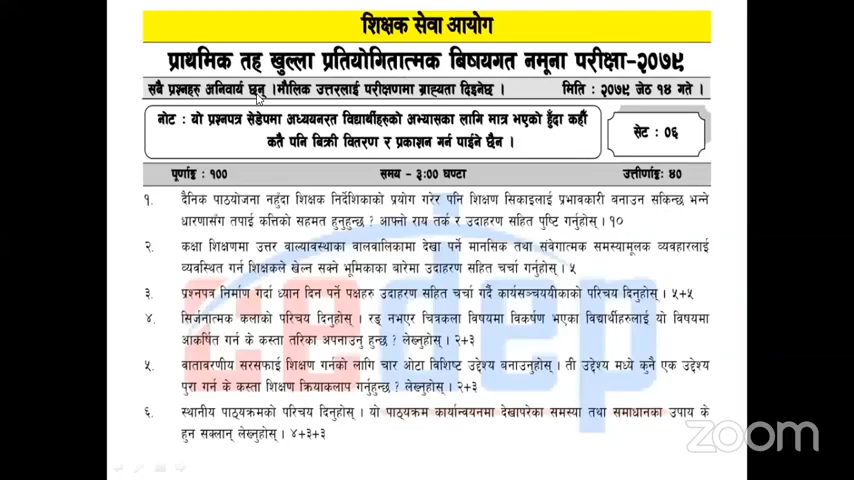 शिक्षक सेवा आयोग
प्राथमिक तह खुल्ला प्रतियोगितात्मक बिषयगत नमूना परीक्षा-२०७९
सबै प्रश्नहरु अनिवार्य छन् । मौलिक उत्तरलाई परीक्षणमा ग्राह्यता दिइनेछ । मिति : २०७९ जेठ १४ गते ।
नोट : यो प्रश्नपत्र सेडेपमा अध्ययनरत विद्यार्थीहरुको अभ्यासका लागि मात्र भएको हुँदा कहीँ
कतै पनि बिक्री वितरण र प्रकाशन गर्न पाईने छैन ।
सेट : ०६
पूर्णाङ्क : १०० समय - ३:०० घण्टा उत्तीर्णाङ्क: ४०
१. दैनिक पाठयोजना नहुँदा शिक्षक निर्देशिकाको प्रयोग गरेर पनि शिक्षण सिकाइलाई प्रभावकारी बनाउन सकिन्छ भन्ने
धारणासँग तपाई कत्तिको सहमत हुनुहुन्छ ? आफ्नो राय तर्क र उदाहरण सहित पुष्टि गर्नुहोस् । १०
२. कक्षा शिक्षणमा उत्तर वाल्यावस्थाका वालवालिकामा देखा पर्ने मानसिक तथा संवेगात्मक समस्यामूलक व्यवहारलाई
व्यवस्थित गर्न शिक्षकले खेल्न सक्ने भूमिकाका बारेमा उदाहरण सहित चर्चा गर्नुहोस् । ५
३. प्रश्नपत्र निर्माण गर्दा ध्यान दिन पर्ने पक्षहरु उदाहरण सहित चर्चा गर्दै कार्यसञ्चययीकाको परिचय दिनुहोस् । ५+५
४. सिर्जनात्मक कलाको परिचय दिनुहोस् । रङ्ग नभएर चित्रकला विषयमा विकर्षण भएका विद्यार्थीहरुलाई यो विषयमा
आकर्षित गर्न के कस्ता तरिका अपनाउनु हुन्छ ? लेख्नुहोस् । २+३
५. वातावरणीय सरसफाई शिक्षण गर्नको लागि चार ओटा विशिष्ट उद्देश्य बनाउनुहोस् । ती उद्देश्य मध्ये कुनै एक उद्देश्य
पुरा गर्न के कस्ता शिक्षण क्रियाकलाप गर्नुहुन्छ ? लेख्नुहोस् । २+३
६. स्थानीय पाठ्यक्रमको परिचय दिनुहोस् । यो पाठ्यक्रम कार्यान्वयनमा देखापरेका समस्या तथा समाधानका उपाय के
हुन सक्लान् लेख्नुहोस् । ४+३+३
cedep
zoom